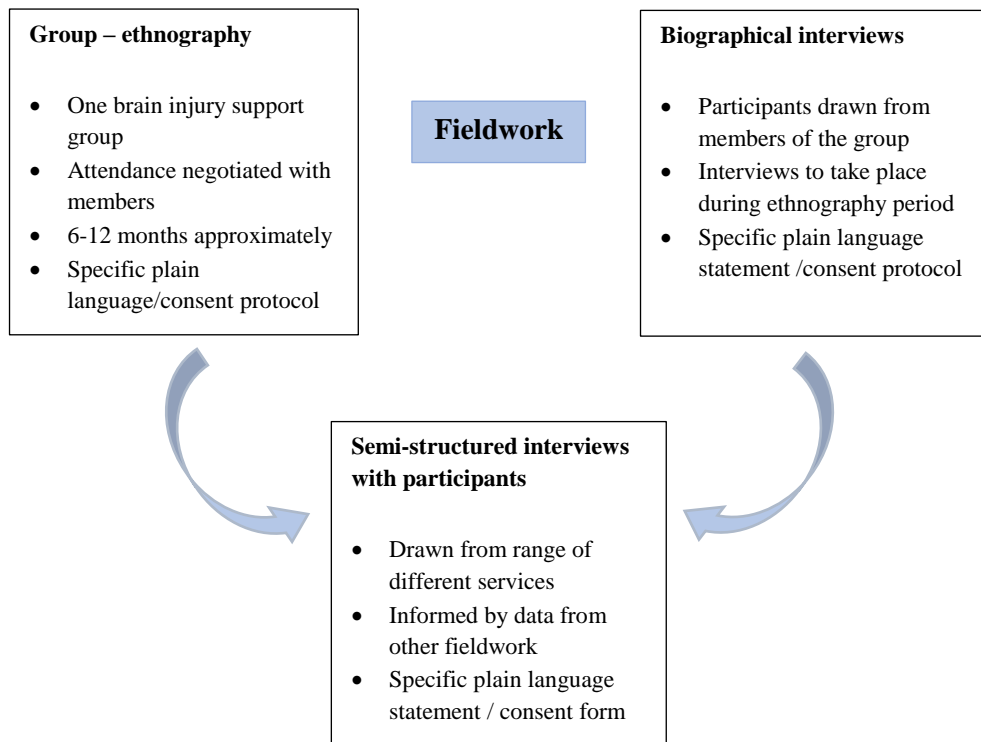 Group – ethnography
• One brain injury support
group
• Attendance negotiated with
members
• 6-12 months approximately
• Specific plain
language/consent protocol
Fieldwork
Biographical interviews
• Participants drawn from
members of the group
• Interviews to take place
during ethnography period
• Specific plain language
statement /consent protocol
Semi-structured interviews
with participants
• Drawn from range of
different services
• Informed by data from
other fieldwork
• Specific plain language
statement / consent form